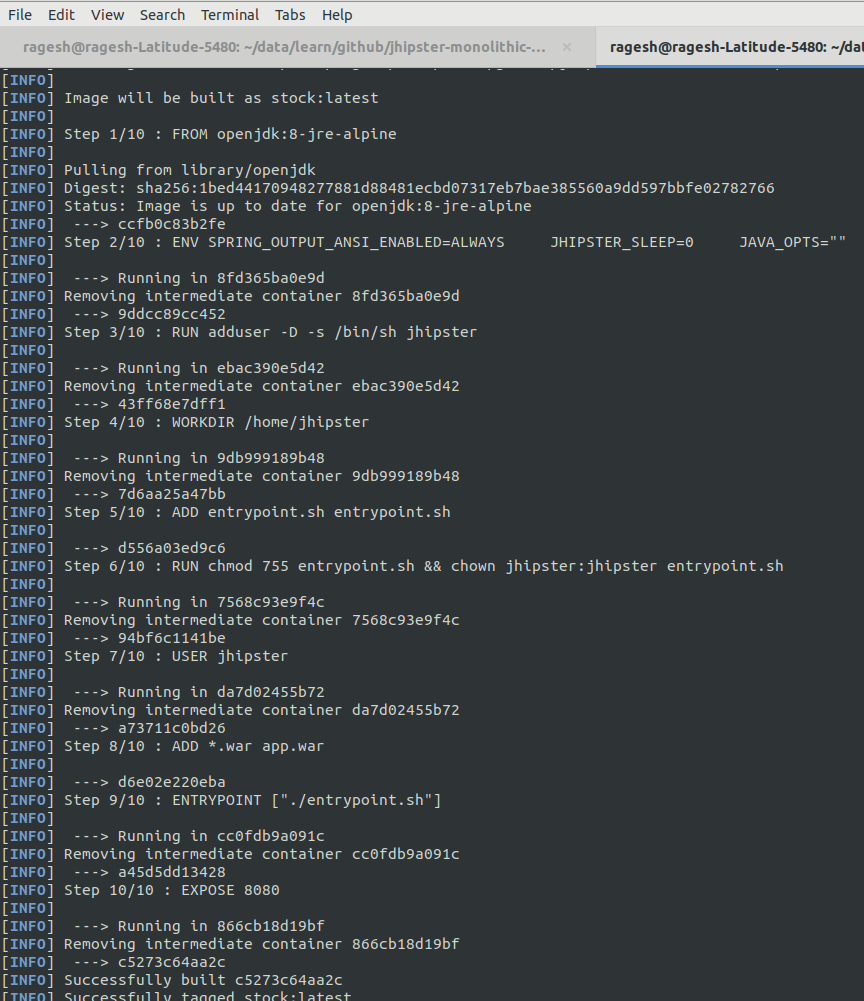 File Edit View Search Terminal Tabs Help
ragesh@ragesh-Latitude-5480: ~/data/learn/github/jhipster-monolithic-... × ragesh@ragesh-Latitude-5480: ~/dat
[INFO]
[INFO] Image will be built as stock:latest
[INFO]
[INFO] Step 1/10 : FROM openjdk:8-jre-alpine
[INFO]
[INFO] Pulling from library/openjdk
[INFO] Digest: sha256:1bed44170948277881d88481ecbd07317eb7bae385560a9dd597bbfe02782766
[INFO] Status: Image is up to date for openjdk:8-jre-alpine
[INFO]  ---> ccfb0c83b2fe
[INFO] Step 2/10 : ENV SPRING_OUTPUT_ANSI_ENABLED=ALWAYS     JHIPSTER_SLEEP=0     JAVA_OPTS=""
[INFO]
[INFO]  ---> Running in 8fd365ba0e9d
[INFO] Removing intermediate container 8fd365ba0e9d
[INFO]  ---> 9ddcc89cc452
[INFO] Step 3/10 : RUN adduser -D -s /bin/sh jhipster
[INFO]
[INFO]  ---> Running in ebac390e5d42
[INFO] Removing intermediate container ebac390e5d42
[INFO]  ---> 43ff68e7dff1
[INFO] Step 4/10 : WORKDIR /home/jhipster
[INFO]
[INFO]  ---> Running in 9db999189b48
[INFO] Removing intermediate container 9db999189b48
[INFO]  ---> 7d6aa25a47bb
[INFO] Step 5/10 : ADD entrypoint.sh entrypoint.sh
[INFO]
[INFO]  ---> d556a03ed9c6
[INFO] Step 6/10 : RUN chmod 755 entrypoint.sh && chown jhipster:jhipster entrypoint.sh
[INFO]
[INFO]  ---> Running in 7568c93e9f4c
[INFO] Removing intermediate container 7568c93e9f4c
[INFO]  ---> 94bf6c1141be
[INFO] Step 7/10 : USER jhipster
[INFO]
[INFO]  ---> Running in da7d02455b72
[INFO] Removing intermediate container da7d02455b72
[INFO]  ---> a73711c0bd26
[INFO] Step 8/10 : ADD *.war app.war
[INFO]
[INFO]  ---> d6e02e220eba
[INFO] Step 9/10 : ENTRYPOINT ["./entrypoint.sh"]
[INFO]
[INFO]  ---> Running in cc0fdb9a091c
[INFO] Removing intermediate container cc0fdb9a091c
[INFO]  ---> a45d5dd13428
[INFO] Step 10/10 : EXPOSE 8080
[INFO]
[INFO]  ---> Running in 866cb18d19bf
[INFO] Removing intermediate container 866cb18d19bf
[INFO]  ---> c5273c64aa2c
[INFO] Successfully built c5273c64aa2c
[INFO] Successfully tagged stock:latest